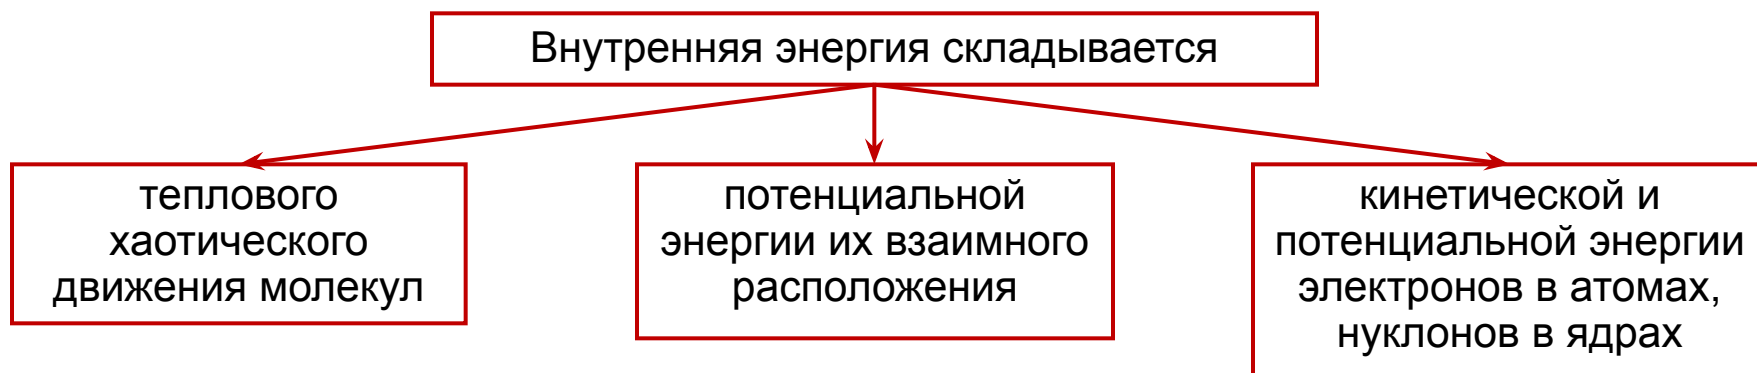 Внутренняя энергия складывается
теплового
хаотического
движения молекул
потенциальной
энергии их взаимного
расположения
кинетической и
потенциальной энергии
электронов в атомах,
нуклонов в ядрах